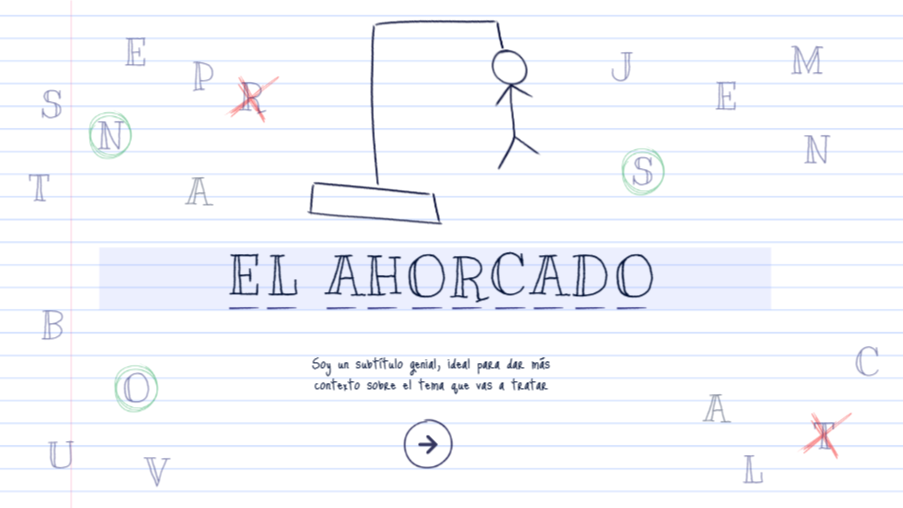 E
P
R
S
N
T
A
J
M
E
N
S
EL AHORCADO
B
O
U
V
Soy un subtítulo genial, ideal para dar más
contexto sobre el tema que vas a tratar
C
A
T
L